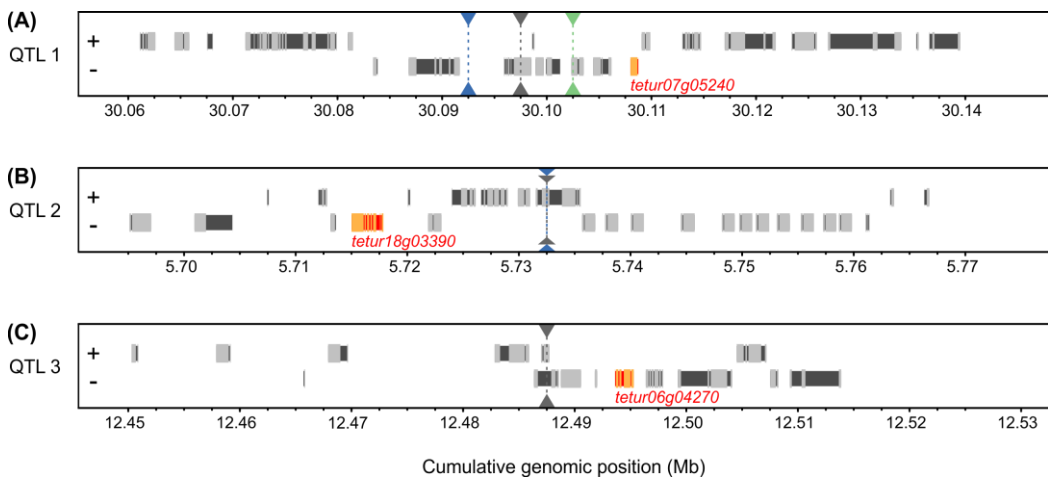 (A)
QTL 1
+
-
tetur07g05240
30.06 30.07 30.08 30.09 30.10 30.11 30.12 30.13 30.14
(B)
QTL 2
+
-
tetur18g03390
5.70 5.71 5.72 5.73 5.74 5.75 5.76 5.77
(C)
QTL 3
+
-
tetur06g04270
12.45 12.46 12.47 12.48 12.49 12.50 12.51 12.52 12.53
Cumulative genomic position (Mb)